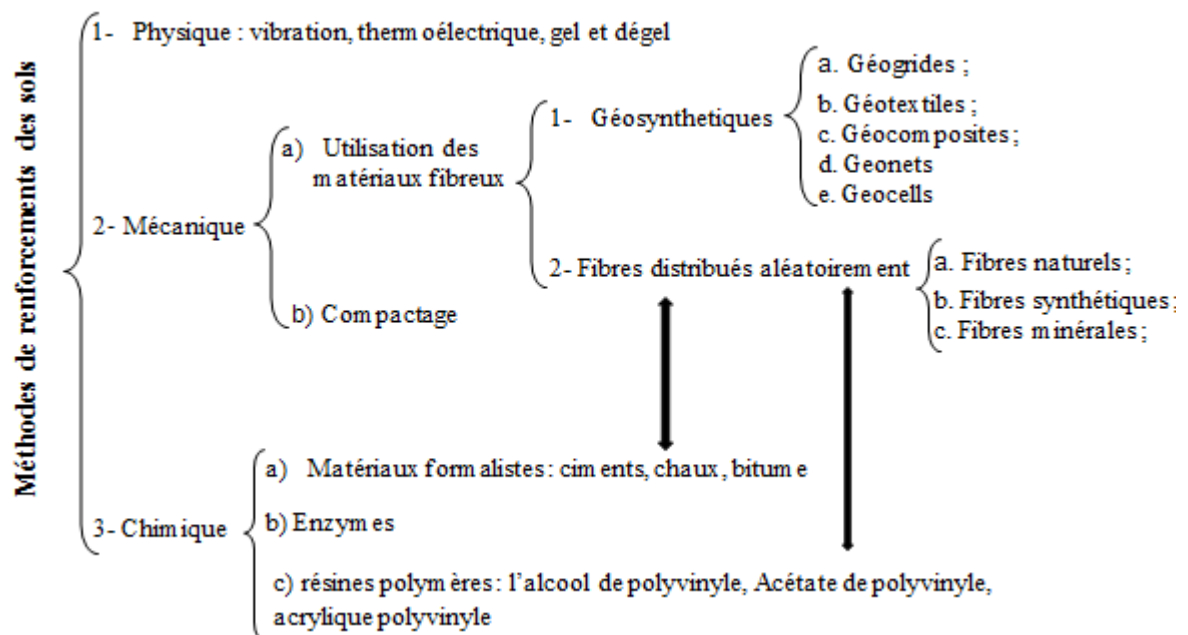 Méthodes de renforcements des sols
1- Physique : vibration, thermoélectrique, gel et dégel
2- Mécanique
a) Utilisation des
matériaux fibreux
1- Géosynthetiques
a. Géogrides ;
b. Géotextiles ;
c. Géocomposites ;
d. Geonets
e. Geocells
2- Fibres distribués aléatoirement
a. Fibres naturels ;
b. Fibres synthétiques ;
c. Fibres minérales ;
b) Compactage
3- Chimique
a) Matériaux formalistes : ciments, chaux, bitume
b) Enzymes
c) résines polymères : l’alcool de polyvinyle, Acétate de polyvinyle,
acrylique polyvinyle